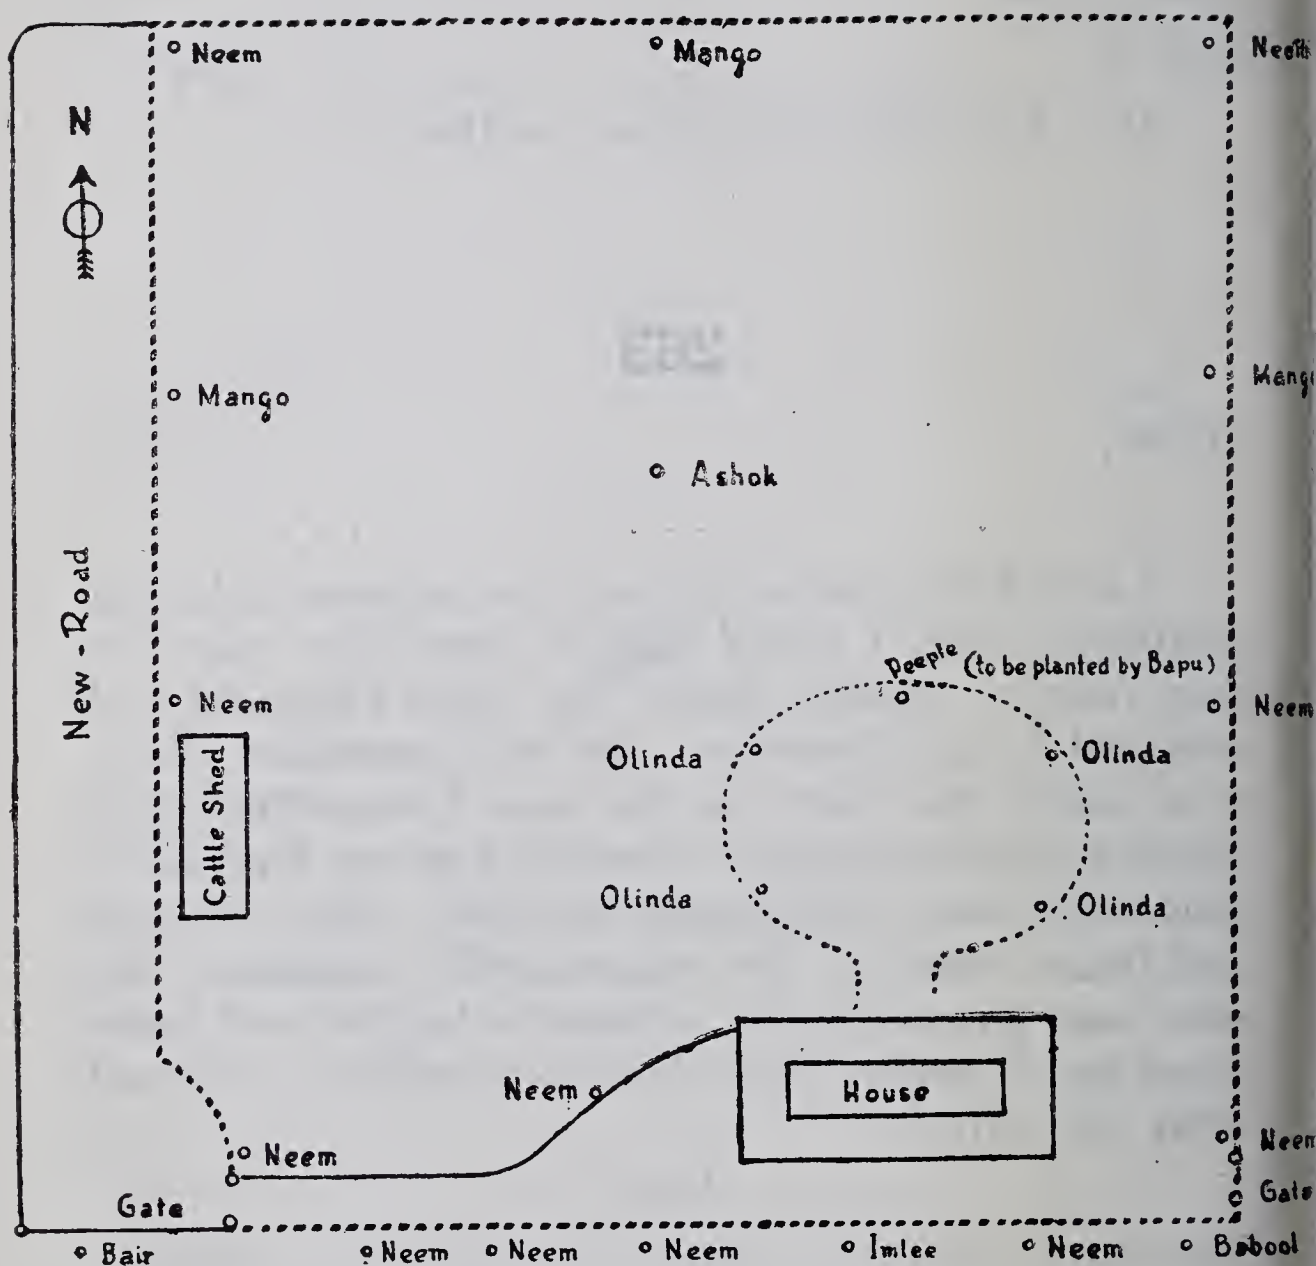 Neem Mango
N
Mango Mang
Ashok
New-Road
Peeple (to be planted by Bapu)
Neem Neem
Olinda Olinda
Cattle Shed
Olinda Olinda
Neem House
Neem Neem
Gate Gate
Bair Neem Neem Neem Imlee Neem Babool